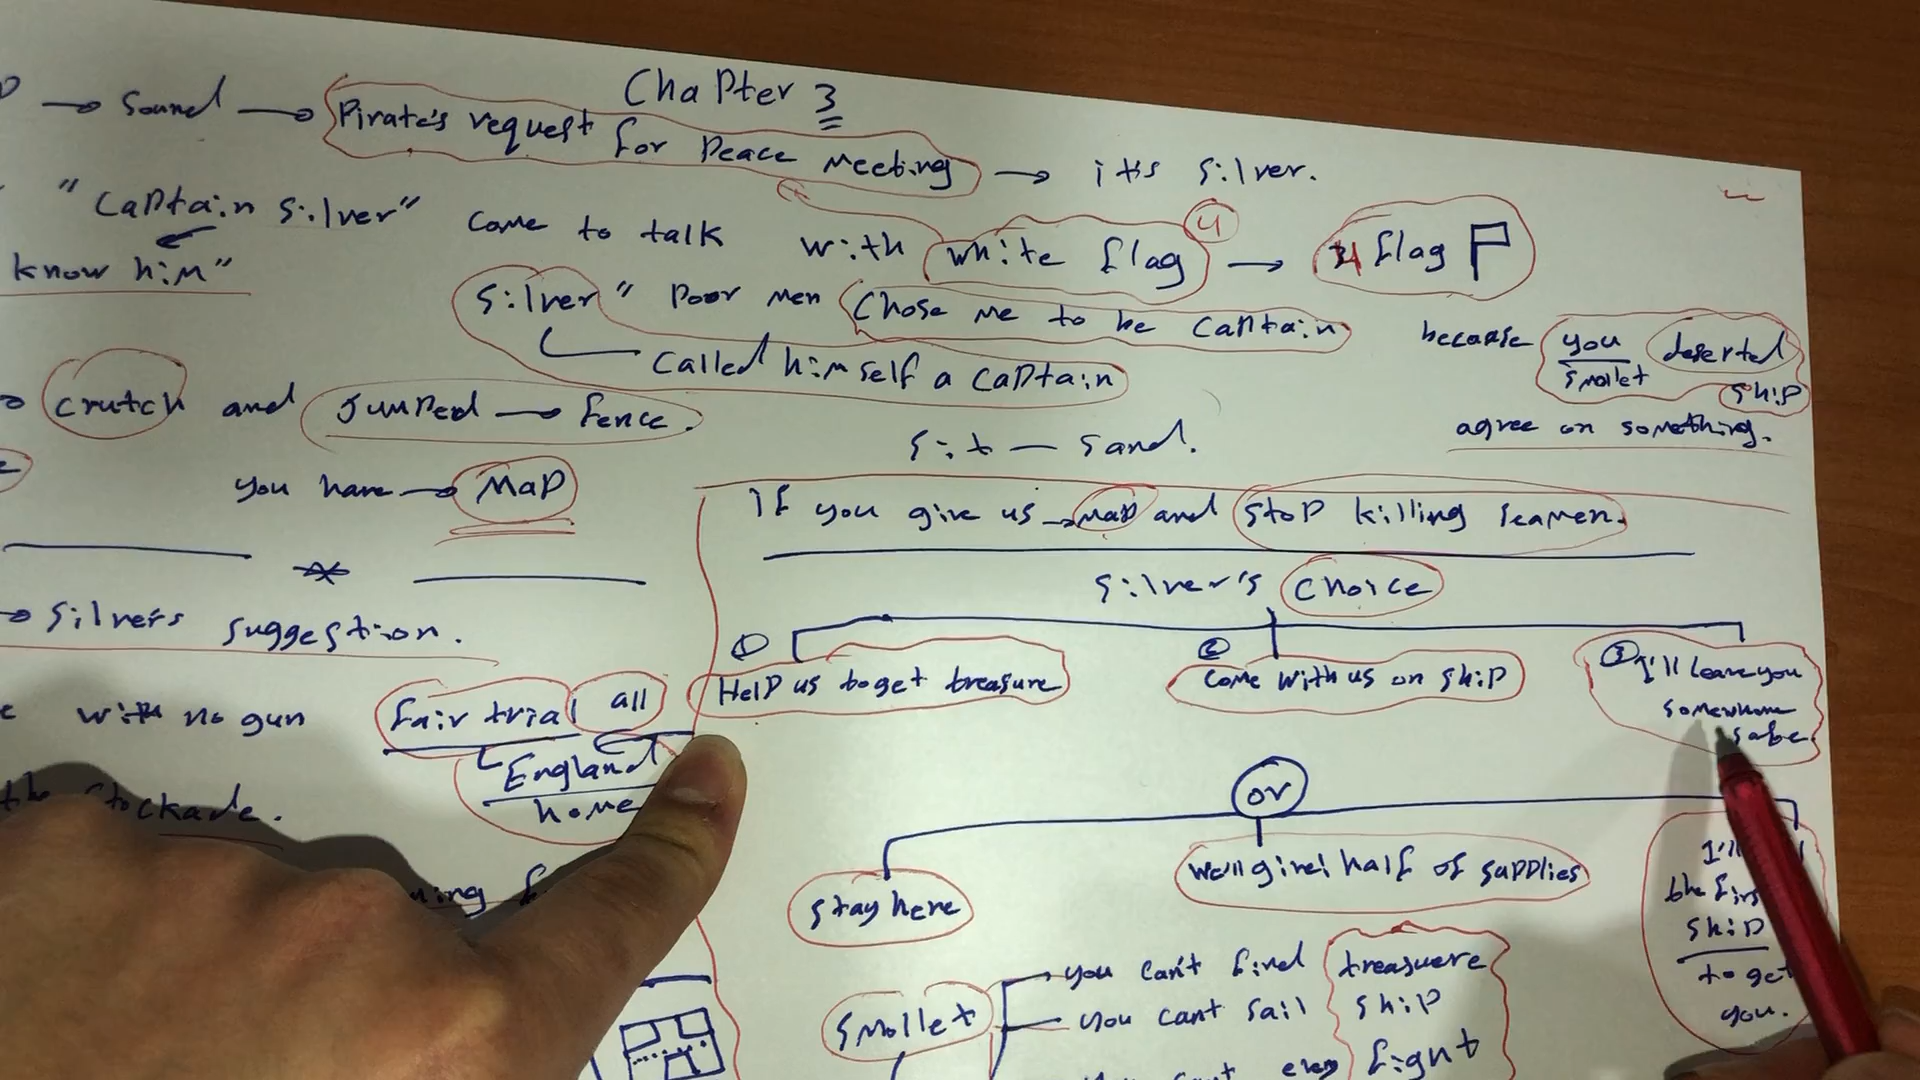 Chapter 3
→ Sound → Pirate's request for peace meeting → it's silver.
"Captain Silver" come to talk with white flag 4 → 4 flag
know him"
Silver" poor men chose me to be captain because you deserted
Smollet ship
called himself a captain
crutch and jumped → fence.
agree on something.
sit — sand.
you have → map
If you give us → map and stop killing seamen.
Silver's choice
→ Silver's suggestion.
① Help us to get treasure
② come with us on ship
③ I'll leave you
somewhere
safe.
with no gun fair trial all
England
home
the stockade.
or
stay here
we'll give half of supplies
ship
to get
you.
Smollet
you can't find treasuere
you cant sail ship
fight